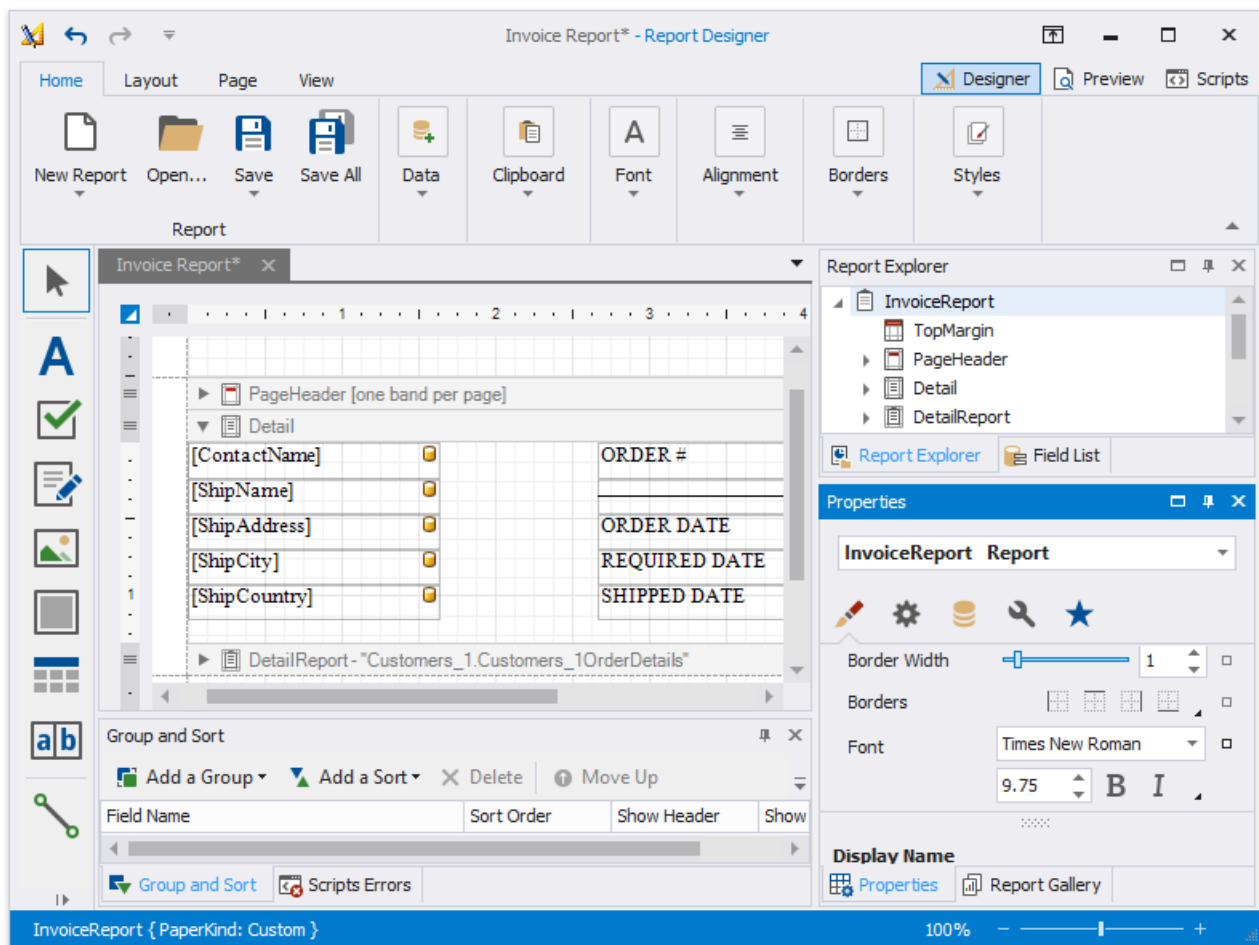 Invoice Report* - Report Designer
Home Layout Page View Designer Preview Scripts
New Report Open... Save Save All Data Clipboard Font Alignment Borders Styles
Report
Invoice Report*
1 2 3 4
PageHeader [one band per page]
Detail
[ContactName] ORDER #
[ShipName]
[ShipAddress] ORDER DATE
[ShipCity] REQUIRED DATE
1
[ShipCountry] SHIPPED DATE
DetailReport - "Customers_1.Customers_1OrderDetails"
Group and Sort
Add a Group Add a Sort Delete Move Up
Field Name Sort Order Show Header Show
Group and Sort Scripts Errors
Report Explorer
InvoiceReport
TopMargin
PageHeader
Detail
DetailReport
Report Explorer Field List
Properties
InvoiceReport Report
Border Width 1
Borders
Font Times New Roman
9.75 B I
Display Name
Properties Report Gallery
InvoiceReport { PaperKind: Custom } 100%